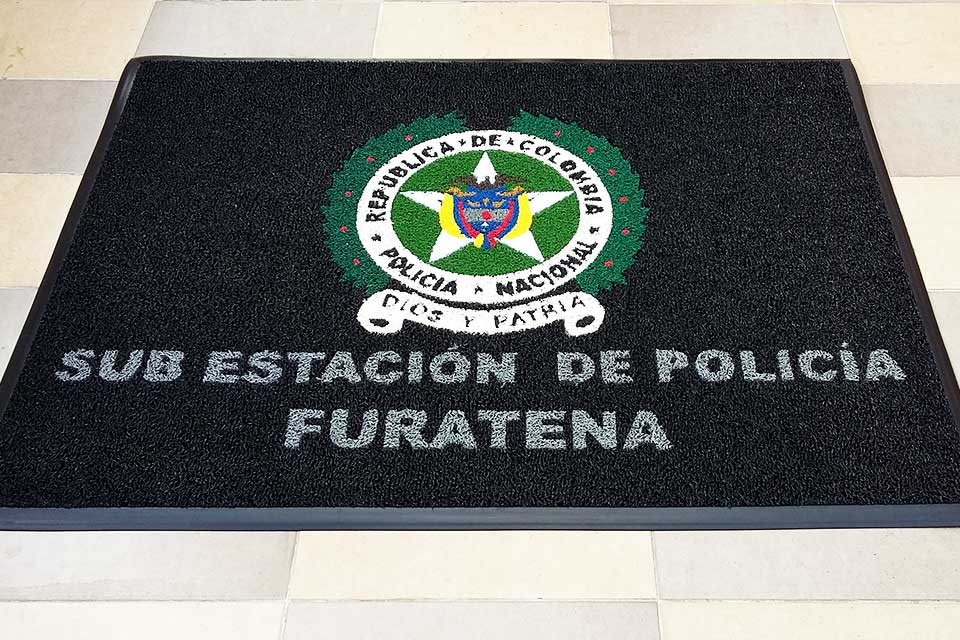 REPUBLICA DE COLOMBIA
POLICIA NACIONAL
DIOS Y PATRIA
SUB ESTACIÓN DE POLICÍA
FURATENA